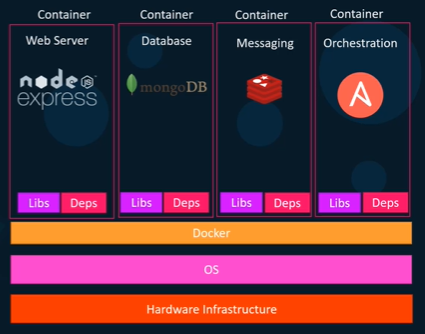 Container Container Container Container
Web Server Database Messaging Orchestration
node JS
express
mongoDB
A
Libs Deps Libs Deps Libs Deps Libs Deps
Docker
OS
Hardware Infrastructure